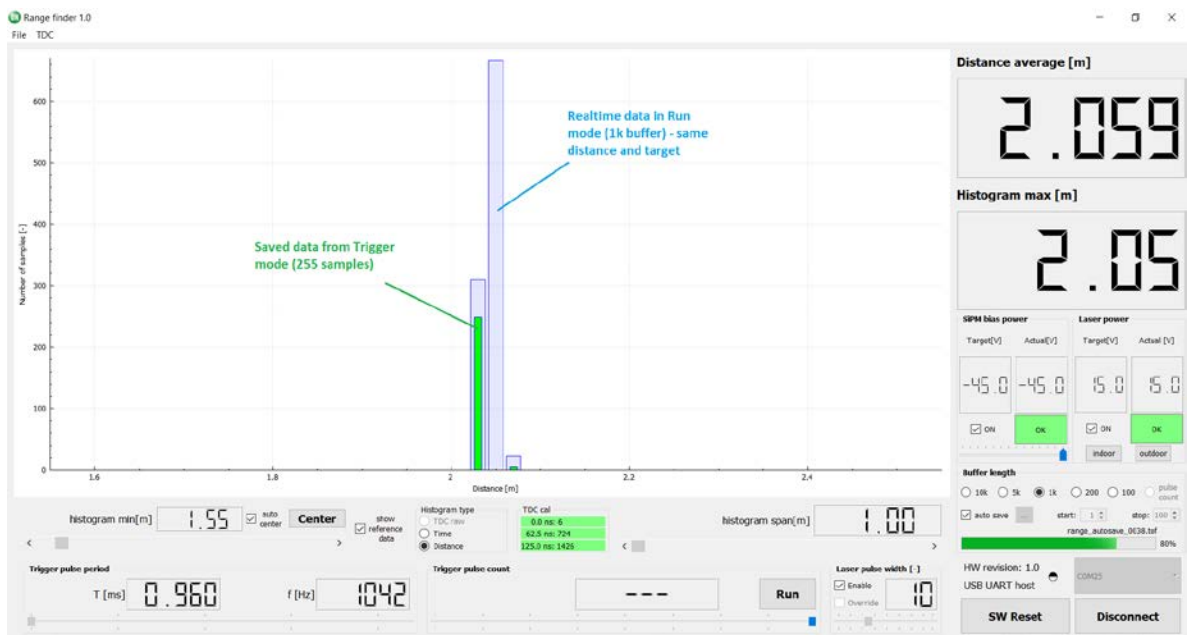 Range finder 1.0
File TDC
Number of samples [-]
600
500
400
300
200
100
0
1.6
1.8
2
2.2
2.4
Distance [m]
Realtime data in Run
mode (1k buffer) - same
distance and target
Saved data from Trigger
mode (255 samples)
Distance average [m]
2.059
Histogram max [m]
2.05
SiPM bias power
Laser power
Target[V] Actual[V] Target[V] Actual [V]
-45.0 -45.0 15.0 15.0
ON OK ON OK
indoor outdoor
Buffer length
10k 5k 1k 200 100 pulse count
auto save ... start: 1 stop: 100
range_autosave_0638.tsf
80%
histogram min[m] 1.55 auto center Center
show reference data
Histogram type
TDC raw
Time
Distance
TDC cal
0.0 ns: 6
62.5 ns: 724
125.0 ns: 1426
histogram span[m] 1.00
Trigger pulse period
T [ms] 0.960 f [Hz] 1042
Trigger pulse count
--- Run
Laser pulse width [-]
Enable
Override
10
HW revision: 1.0
USB UART host
COM25
SW Reset Disconnect